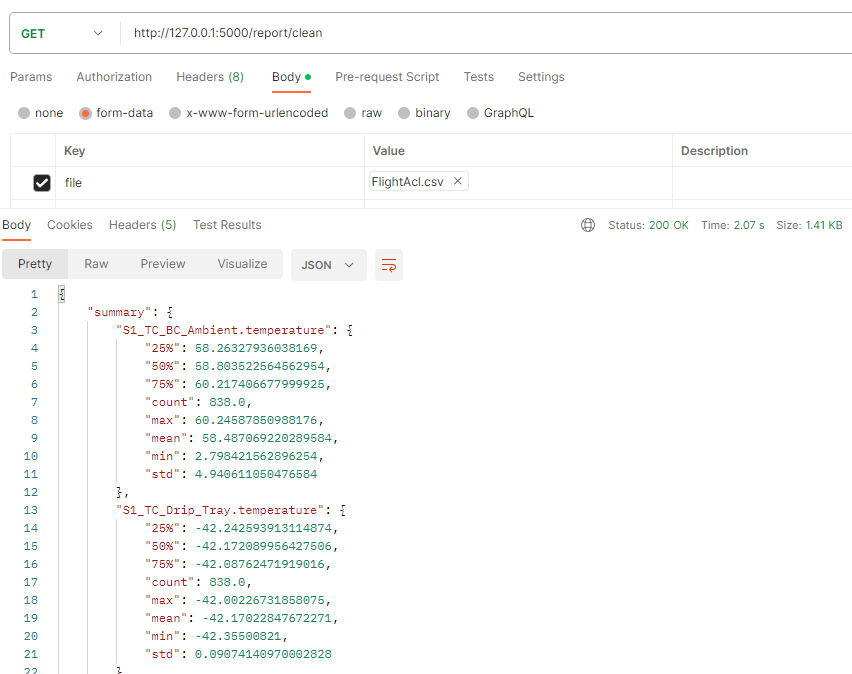 GET http://127.0.0.1:5000/report/clean
Params Authorization Headers (8) Body Pre-request Script Tests Settings
none form-data x-www-form-urlencoded raw binary GraphQL
Key Value Description
file FlightAcl.csv
Body Cookies Headers (5) Test Results Status: 200 OK Time: 2.07 s Size: 1.41 KB
Pretty Raw Preview Visualize JSON
1 {
2 "summary": {
3 "S1_TC_BC_Ambient.temperature": {
4 "25%": 58.26327936038169,
5 "50%": 58.803522564562954,
6 "75%": 60.217406677999925,
7 "count": 838.0,
8 "max": 60.24587850988176,
9 "mean": 58.487069220289584,
10 "min": 2.798421562896254,
11 "std": 4.940611050476584
12 },
13 "S1_TC_Drip_Tray.temperature": {
14 "25%": -42.242593913114874,
15 "50%": -42.172089956427506,
16 "75%": -42.08762471919016,
17 "count": 838.0,
18 "max": -42.00226731858075,
19 "mean": -42.17022847672271,
20 "min": -42.35500821,
21 "std": 0.09074140970002828
22 }